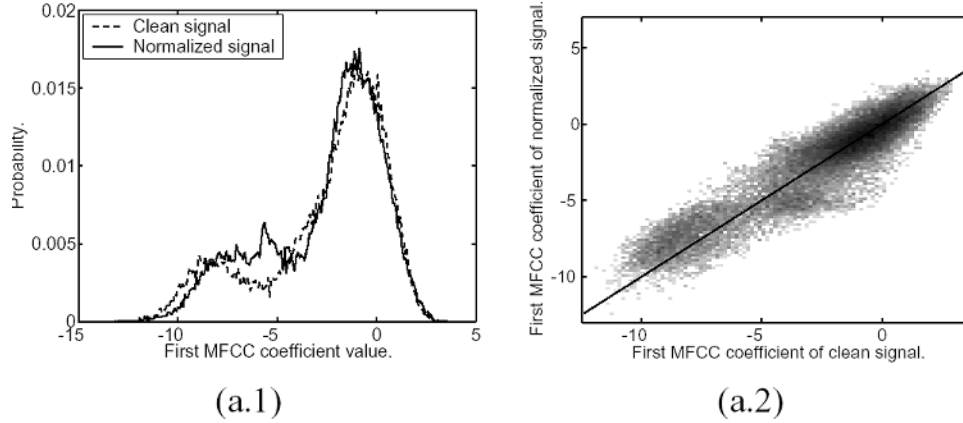 0.02
0.015
0.01
0.005
0
Probability.
Clean signal
Normalized signal
-15
-10
-5
0
5
First MFCC coefficient value.
(a.1)
First MFCC coefficient of normalized signal.
5
0
-5
-10
-10
-5
0
First MFCC coefficient of clean signal.
(a.2)